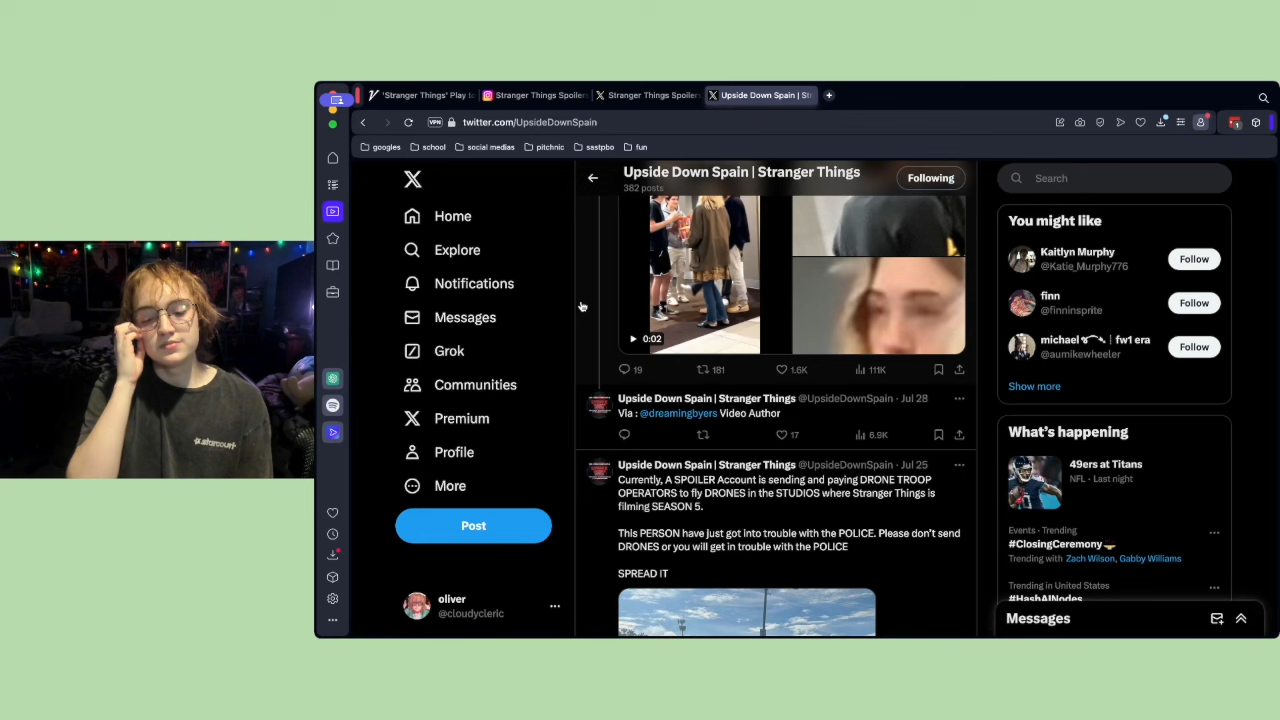 'Stranger Things' Play to
Stranger Things Spoilers
Stranger Things Spoilers
Upside Down Spain | St
VPN
twitter.com/UpsideDownSpain
1
googles
school
social medias
pitchnic
sastpbo
fun
Home
Explore
Notifications
Messages
Grok
Communities
Premium
Profile
More
Post
oliver
@cloudycleric
Upside Down Spain | Stranger Things
382 posts
Following
0:02
19
181
1.6K
111K
Upside Down Spain | Stranger Things @UpsideDownSpain · Jul 28
Via : @dreamingbyers Video Author
17
6.9K
Upside Down Spain | Stranger Things @UpsideDownSpain · Jul 25
Currently, A SPOILER Account is sending and paying DRONE TROOP
OPERATORS to fly DRONES in the STUDIOS where Stranger Things is
filming SEASON 5.
This PERSON have just got into trouble with the POLICE. Please don't send
DRONES or you will get in trouble with the POLICE
SPREAD IT
Search
You might like
Kaitlyn Murphy
@Katie_Murphy776
Follow
finn
@finninsprite
Follow
michael | fw1 era
@aumikewheeler
Follow
Show more
What's happening
49ers at Titans
NFL · Last night
Events · Trending
#ClosingCeremony
Trending with Zach Wilson, Gabby Williams
Trending in United States
#HashAINodes
Messages
starcourt